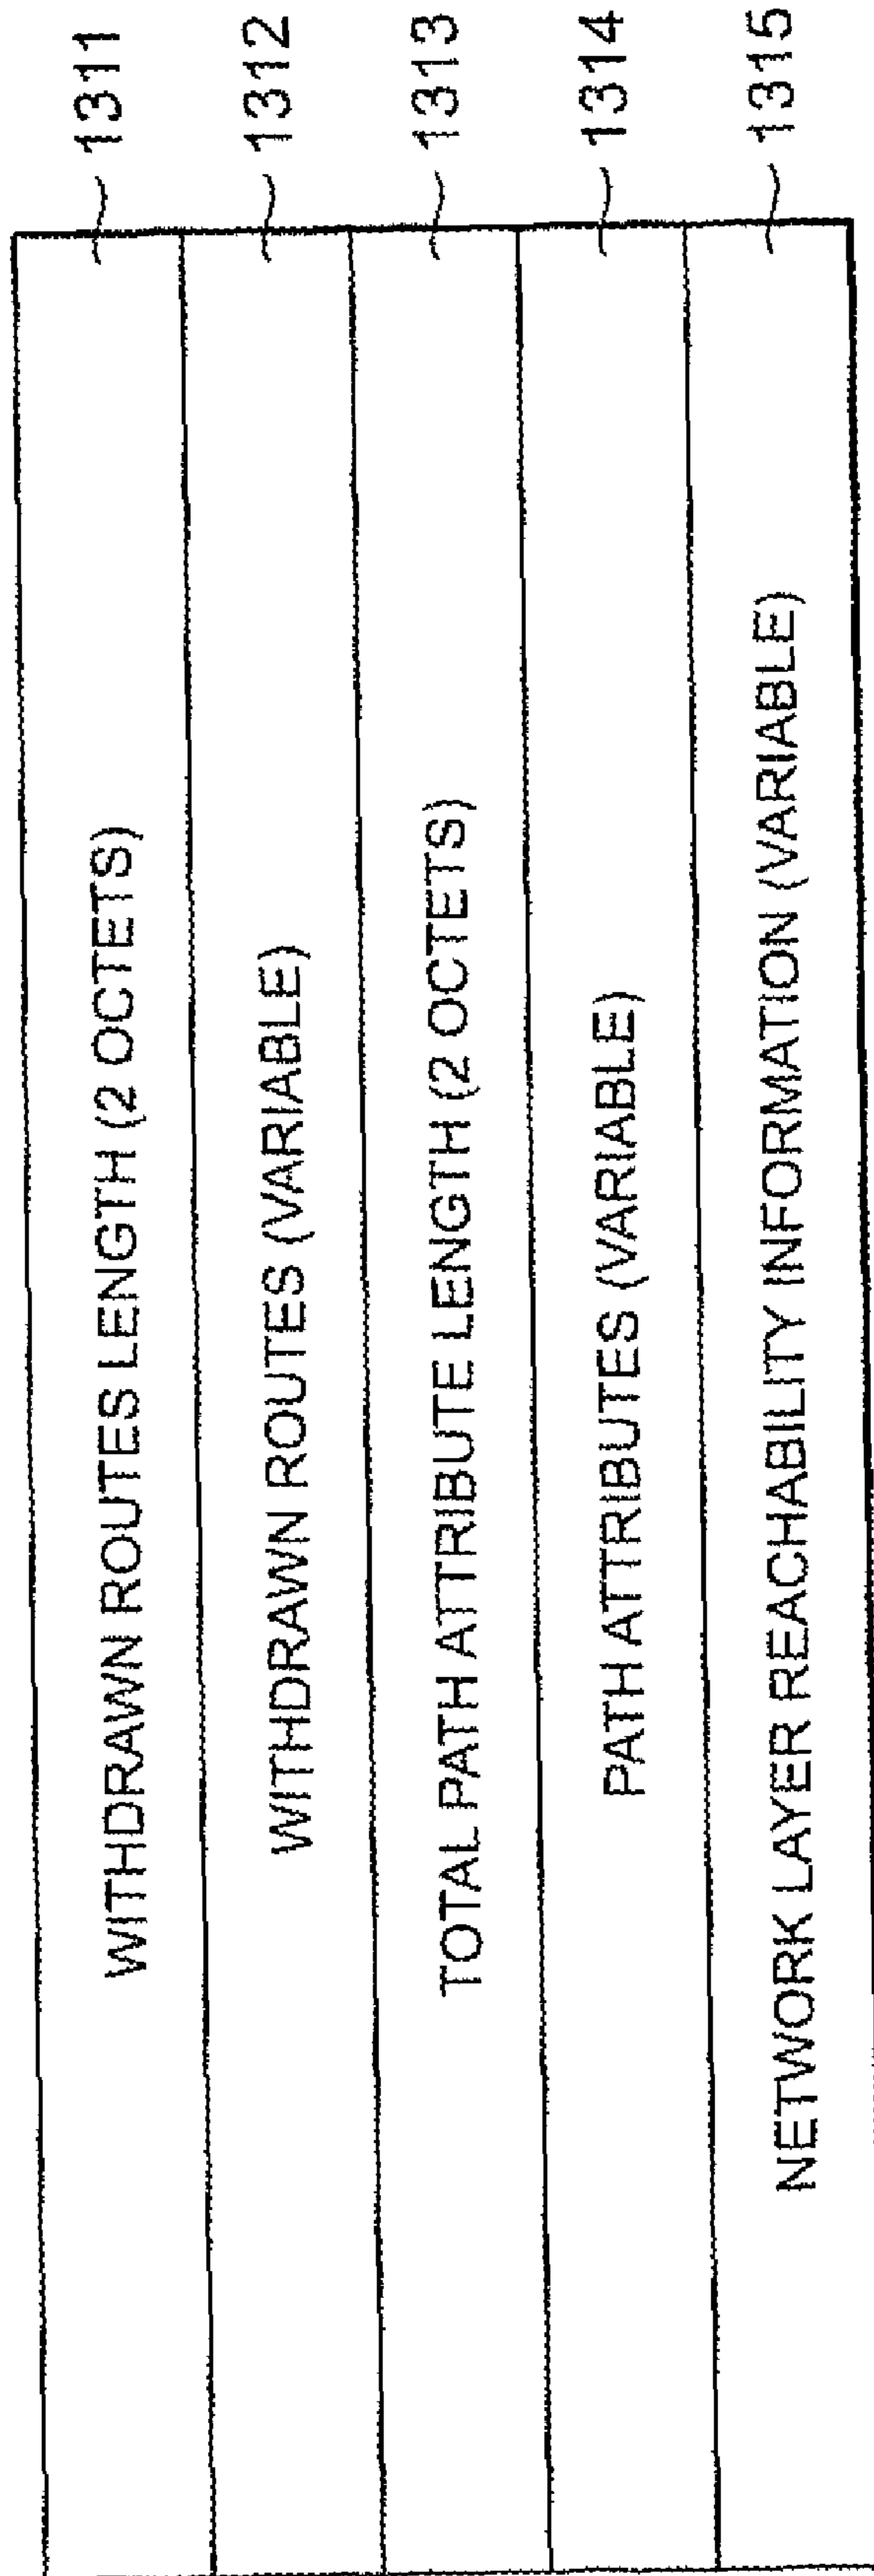 WITHDRAWN ROUTES LENGTH (2 OCTETS) 1311
WITHDRAWN ROUTES (VARIABLE) 1312
TOTAL PATH ATTRIBUTE LENGTH (2 OCTETS) 1313
PATH ATTRIBUTES (VARIABLE) 1314
NETWORK LAYER REACHABILITY INFORMATION (VARIABLE) 1315